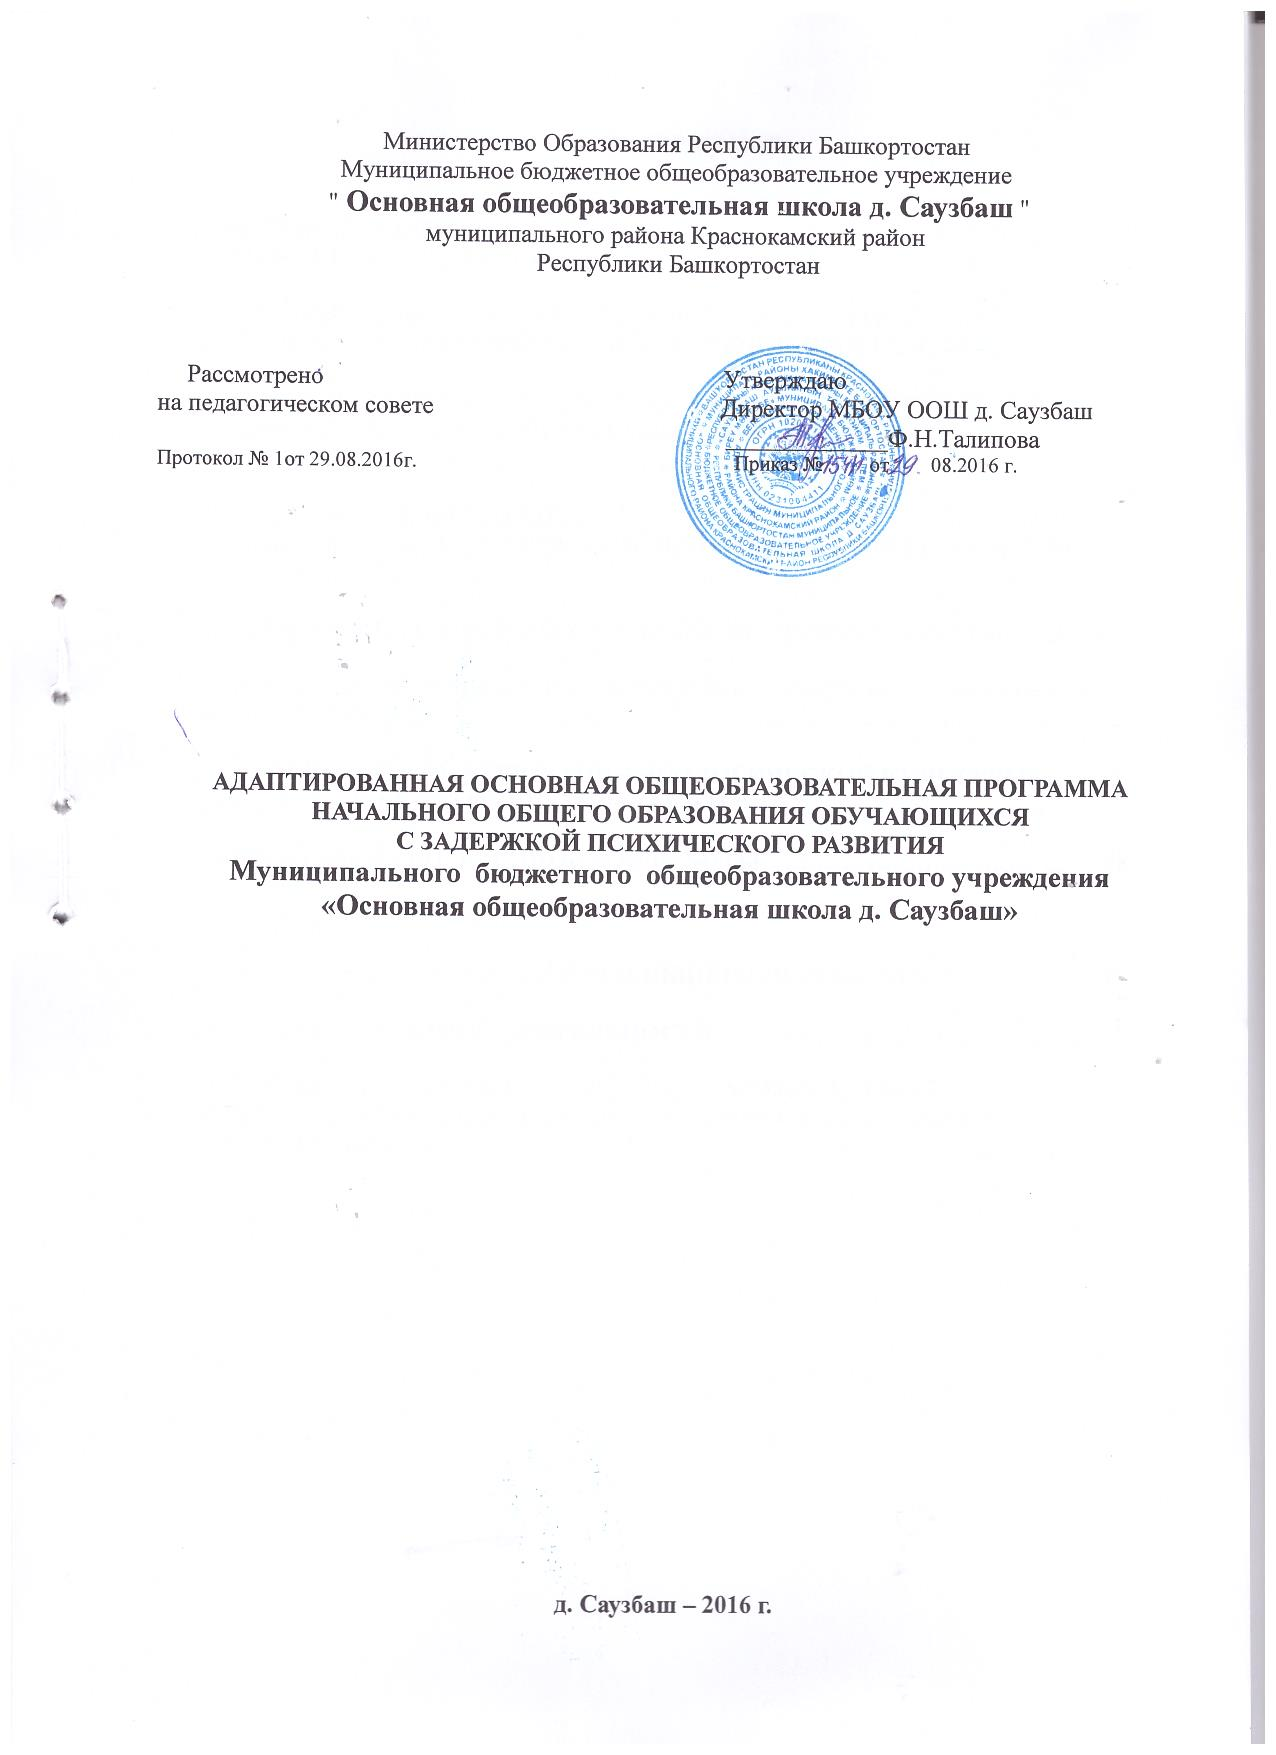 Министерство Образования Республики Башкортостан
Муниципальное бюджетное общеобразовательное учреждение
" Основная общеобразовательная школа д. Саузбаш "
муниципального района Краснокамский район
Республики Башкортостан
Рассмотрено
на педагогическом совете
Протокол № 1от 29.08.2016г.
Утверждаю
Директор МБОУ ООШ д. Саузбаш
Ф.Н.Талипова
Приказ № от 29 08.2016 г.
АДАПТИРОВАННАЯ ОСНОВНАЯ ОБЩЕОБРАЗОВАТЕЛЬНАЯ ПРОГРАММА
НАЧАЛЬНОГО ОБЩЕГО ОБРАЗОВАНИЯ ОБУЧАЮЩИХСЯ
С ЗАДЕРЖКОЙ ПСИХИЧЕСКОГО РАЗВИТИЯ
Муниципального бюджетного общеобразовательного учреждения
«Основная общеобразовательная школа д. Саузбаш»
д. Саузбаш – 2016 г.